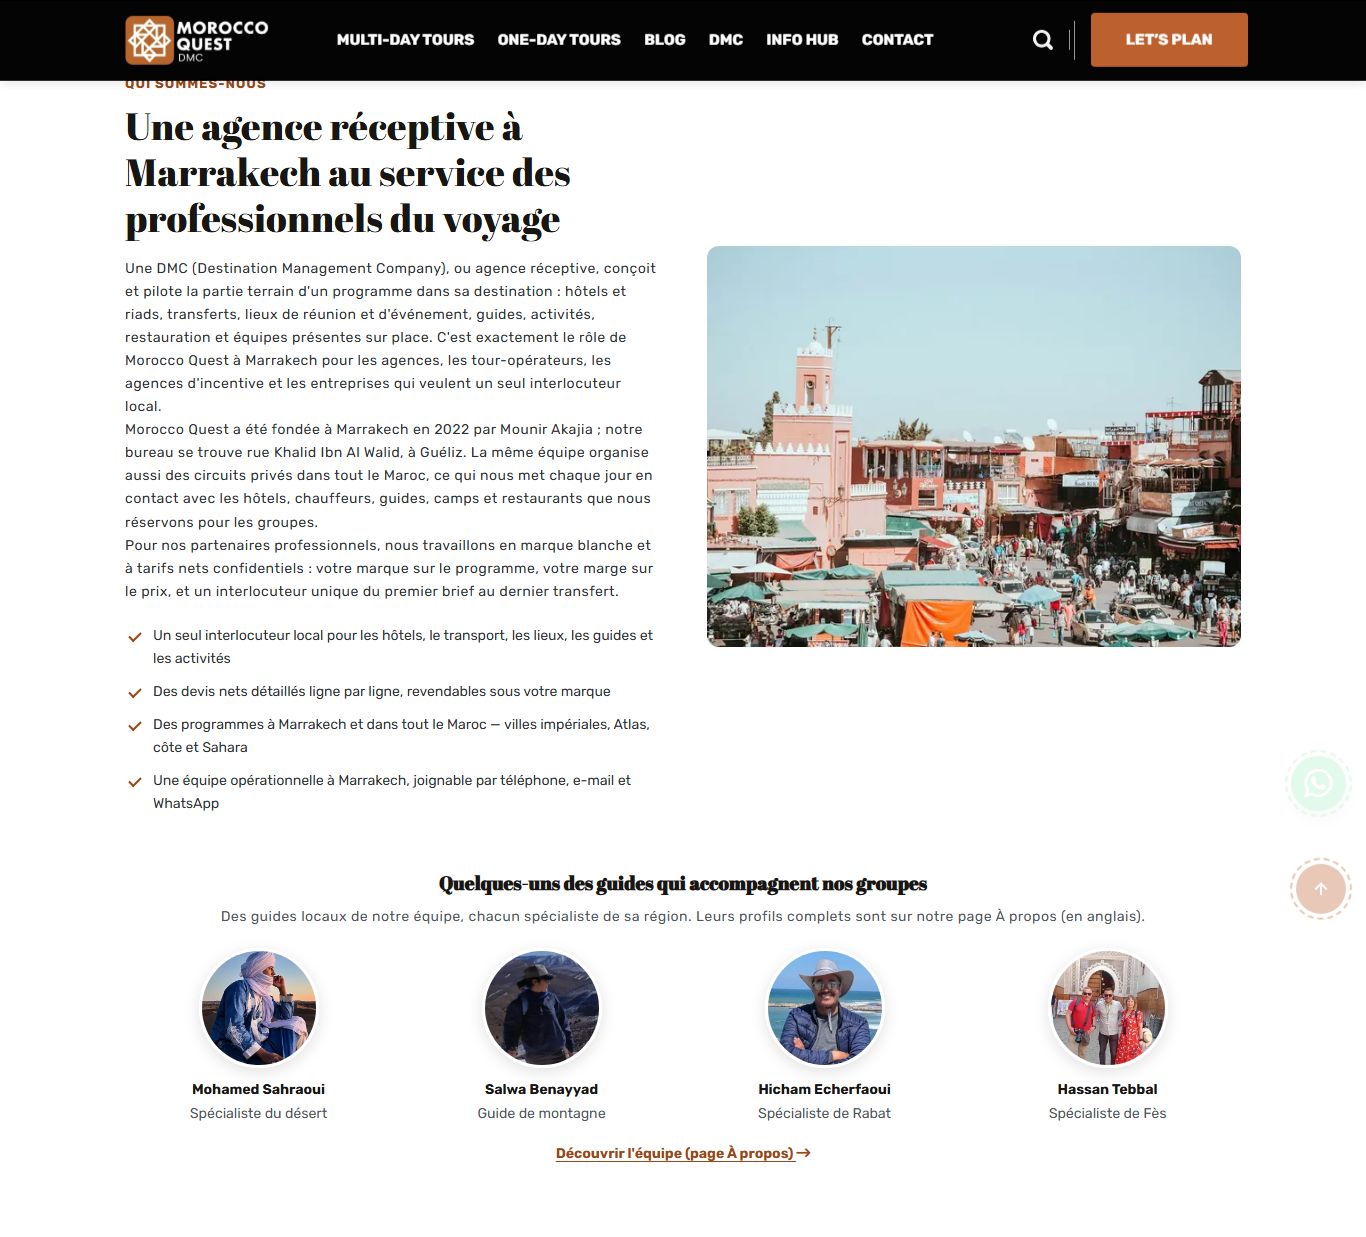 MOROCCO
QUEST
DMC
MULTI-DAY TOURS
ONE-DAY TOURS
BLOG
DMC
INFO HUB
CONTACT
LET'S PLAN
QUI SOMMES-NOUS
Une agence réceptive à
Marrakech au service des
professionnels du voyage
Une DMC (Destination Management Company), ou agence réceptive, conçoit
et pilote la partie terrain d'un programme dans sa destination : hôtels et
riads, transferts, lieux de réunion et d'événement, guides, activités,
restauration et équipes présentes sur place. C'est exactement le rôle de
Morocco Quest à Marrakech pour les agences, les tour-opérateurs, les
agences d'incentive et les entreprises qui veulent un seul interlocuteur
local.
Morocco Quest a été fondée à Marrakech en 2022 par Mounir Akajia ; notre
bureau se trouve rue Khalid Ibn Al Walid, à Guéliz. La même équipe organise
aussi des circuits privés dans tout le Maroc, ce qui nous met chaque jour en
contact avec les hôtels, chauffeurs, guides, camps et restaurants que nous
réservons pour les groupes.
Pour nos partenaires professionnels, nous travaillons en marque blanche et
à tarifs nets confidentiels : votre marque sur le programme, votre marge sur
le prix, et un interlocuteur unique du premier brief au dernier transfert.
Un seul interlocuteur local pour les hôtels, le transport, les lieux, les guides et
les activités
Des devis nets détaillés ligne par ligne, revendables sous votre marque
Des programmes à Marrakech et dans tout le Maroc — villes impériales, Atlas,
côte et Sahara
Une équipe opérationnelle à Marrakech, joignable par téléphone, e-mail et
WhatsApp
Quelques-uns des guides qui accompagnent nos groupes
Des guides locaux de notre équipe, chacun spécialiste de sa région. Leurs profils complets sont sur notre page À propos (en anglais).
Mohamed Sahraoui
Spécialiste du désert
Salwa Benayyad
Guide de montagne
Hicham Echerfaoui
Spécialiste de Rabat
Hassan Tebbal
Spécialiste de Fès
Découvrir l'équipe (page À propos) →